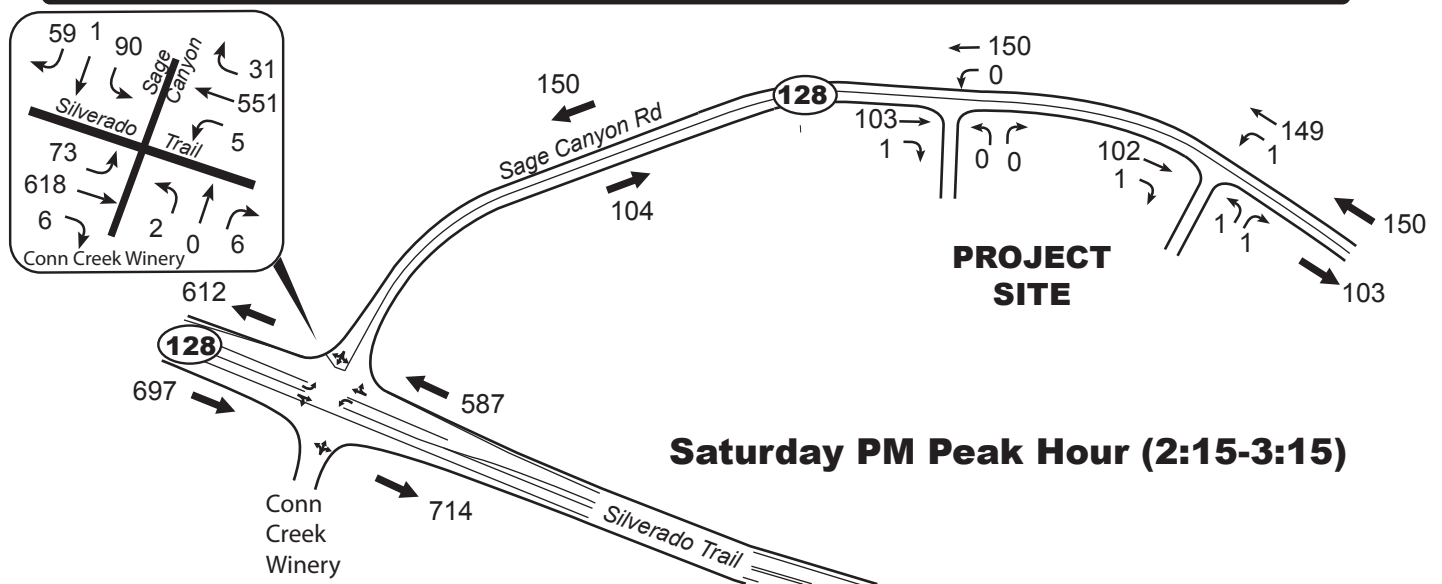 59 1 90
Sage Canyon
31
551
Silverado Trail
5
73
618
6
2 0 6
Conn Creek Winery
150
Sage Canyon Rd
104
128
150
0
103
1
0 0
102
1
149
1
1 1
150
103
PROJECT
SITE
612
128
697
587
714
Saturday PM Peak Hour (2:15-3:15)
Conn
Creek
Winery
Silverado Trail